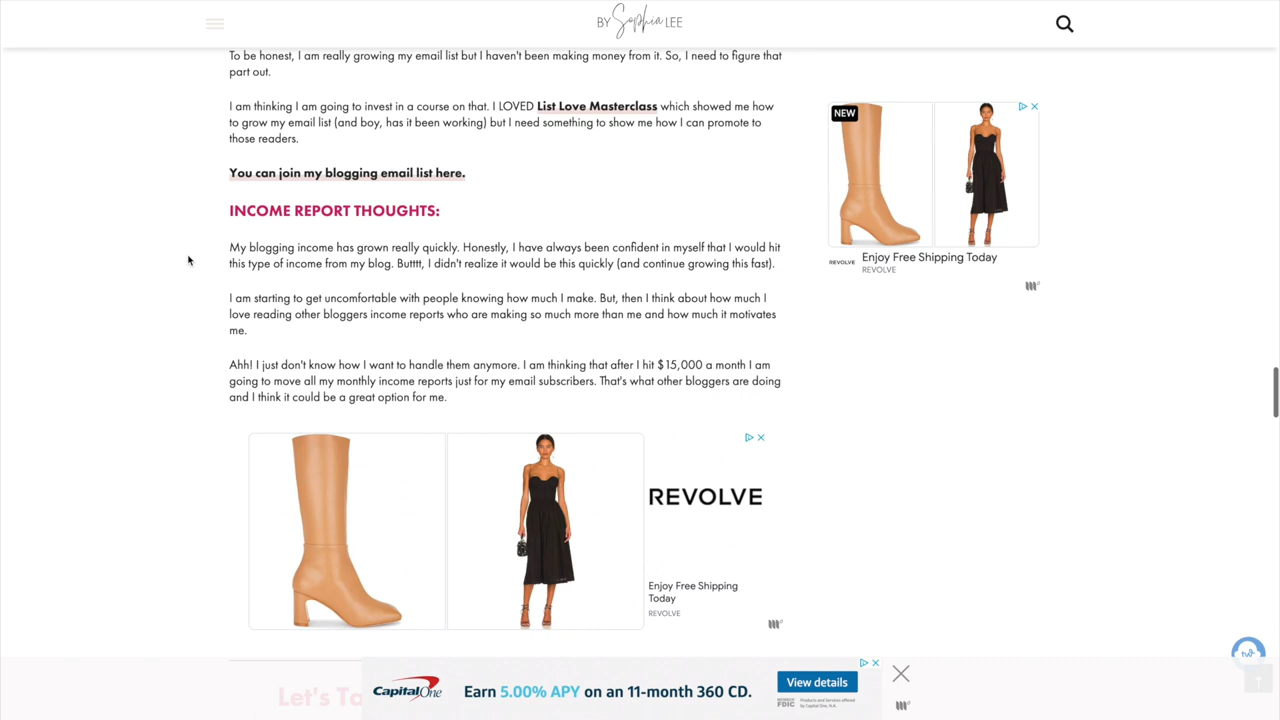 BY Sophia LEE
To be honest, I am really growing my email list but I haven't been making money from it. So, I need to figure that
part out.
I am thinking I am going to invest in a course on that. I LOVED List Love Masterclass which showed me how
to grow my email list (and boy, has it been working) but I need something to show me how I can promote to
those readers.
You can join my blogging email list here.
INCOME REPORT THOUGHTS:
My blogging income has grown really quickly. Honestly, I have always been confident in myself that I would hit
this type of income from my blog. Butttt, I didn't realize it would be this quickly (and continue growing this fast).
I am starting to get uncomfortable with people knowing how much I make. But, then I think about how much I
love reading other bloggers income reports who are making so much more than me and how much it motivates
me.
Ahh! I just don't know how I want to handle them anymore. I am thinking that after I hit $15,000 a month I am
going to move all my monthly income reports just for my email subscribers. That's what other bloggers are doing
and I think it could be a great option for me.
NEW
REVOLVE
Enjoy Free Shipping Today
REVOLVE
REVOLVE
Enjoy Free Shipping
Today
REVOLVE
Let's Ta
Capital One
Earn 5.00% APY on an 11-month 360 CD.
View details
MEMBER
FDIC
Products and Services
offered by Capital One, N.A.